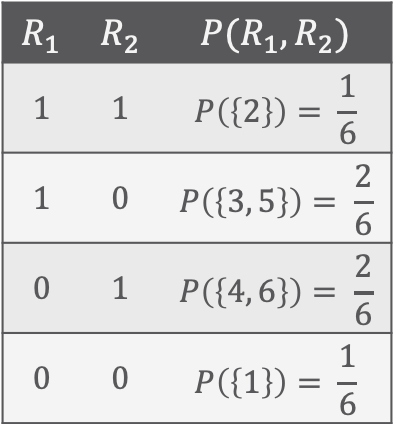 R₁ R₂ P(R₁, R₂)
1 1 P({2}) = 1/6
1 0 P({3, 5}) = 2/6
0 1 P({4, 6}) = 2/6
0 0 P({1}) = 1/6